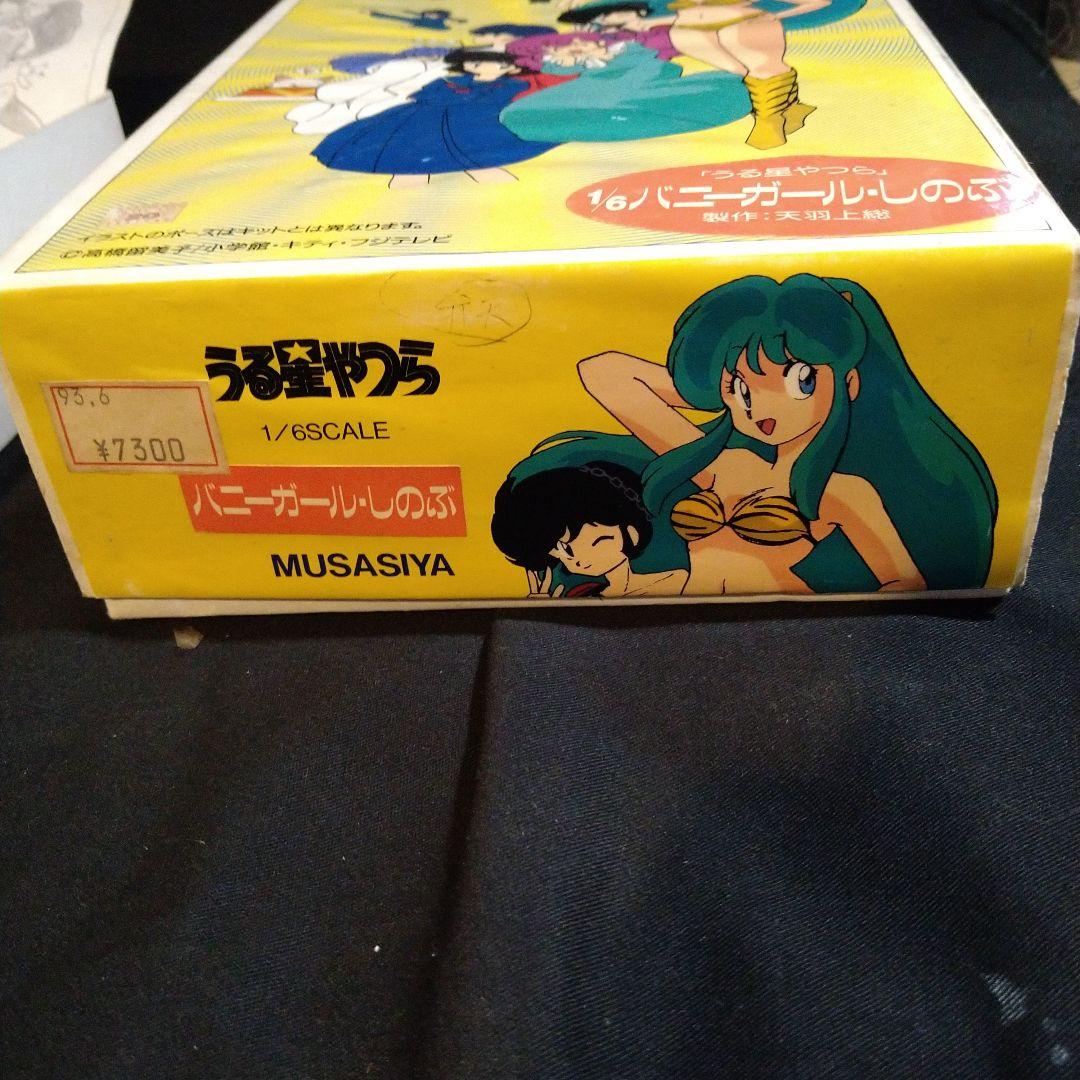 「うる星やつら」
1/6バニーガール・しのぶ
製作:天羽上総
イラストのポーズはキットとは異なります。
©高橋留美子/小学館・キティ・フジテレビ
うる星やつら
93.6
¥7300
1/6SCALE
バニーガール・しのぶ
MUSASIYA